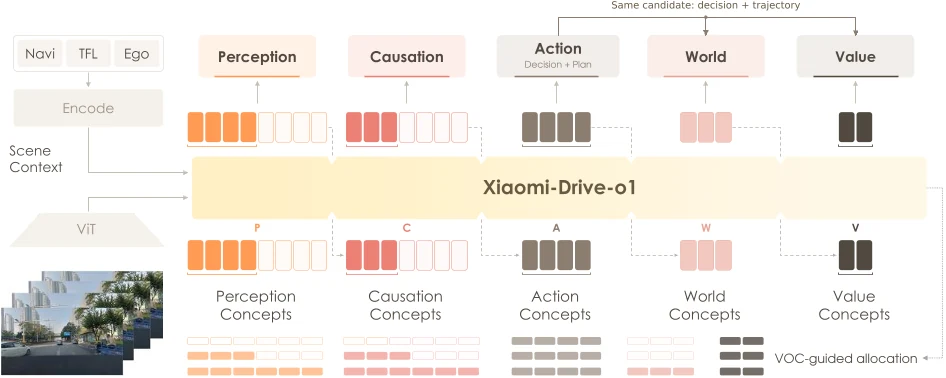 Same candidate: decision + trajectory
Navi TFL Ego
Perception
Causation
Action
Decision + Plan
World
Value
Encode
Scene
Context
Xiaomi-Drive-o1
ViT
P C A W V
Perception
Concepts
Causation
Concepts
Action
Concepts
World
Concepts
Value
Concepts
VOC-guided allocation